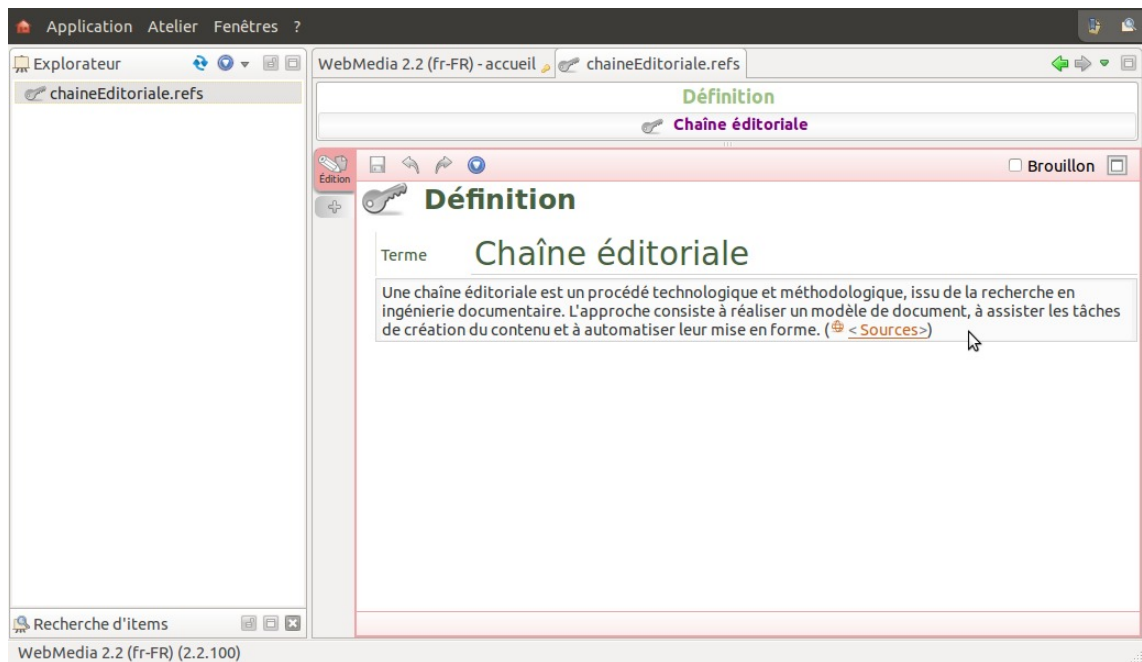 Application Atelier Fenêtres ?
Explorateur
chaineEditoriale.refs
WebMedia 2.2 (fr-FR) - accueil
chaineEditoriale.refs
Définition
Chaîne éditoriale
Édition
Brouillon
Définition
Terme Chaîne éditoriale
Une chaîne éditoriale est un procédé technologique et méthodologique, issu de la recherche en
ingénierie documentaire. L'approche consiste à réaliser un modèle de document, à assister les tâches
de création du contenu et à automatiser leur mise en forme. ( < Sources>)
Recherche d'items
WebMedia 2.2 (fr-FR) (2.2.100)